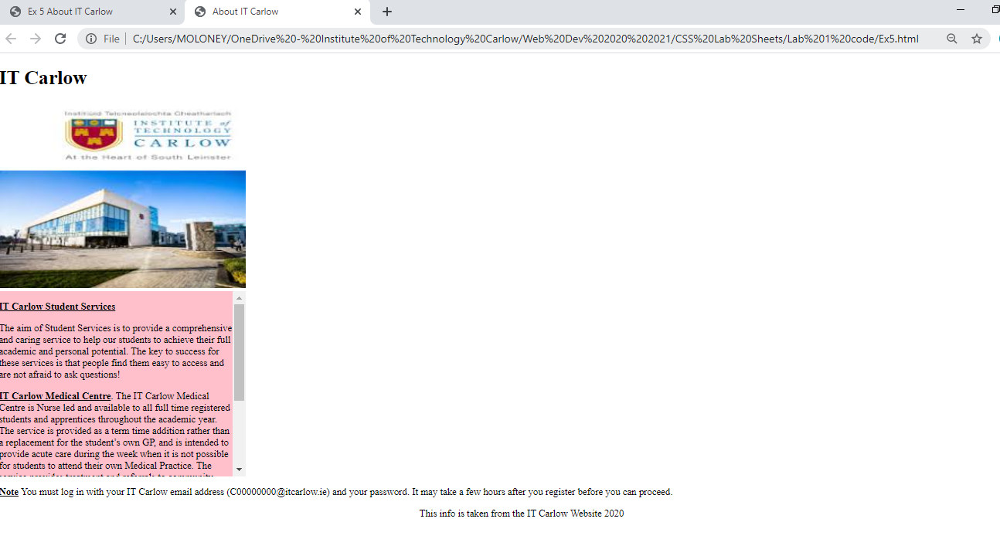 Ex 5 About IT Carlow
About IT Carlow
File
C:/Users/MOLONEY/OneDrive%20-%20Institute%20of%20Technology%20Carlow/Web%20Dev%202020%202021/CSS%20Lab%20Sheets/Lab%201%20code/Ex5.html
IT Carlow
Institiúid Teicneolaíochta Cheatharlach
INSTITUTE of
TECHNOLOGY
CARLOW
At the Heart of South Leinster
IT Carlow Student Services
The aim of Student Services is to provide a comprehensive
and caring service to help our students to achieve their full
academic and personal potential. The key to success for
these services is that people find them easy to access and
are not afraid to ask questions!
IT Carlow Medical Centre. The IT Carlow Medical
Centre is Nurse led and available to all full time registered
students and apprentices throughout the academic year.
The service is provided as a term time addition rather than
a replacement for the student’s own GP, and is intended to
provide acute care during the week when it is not possible
for students to attend their own Medical Practice. The
Note You must log in with your IT Carlow email address (C00000000@itcarlow.ie) and your password. It may take a few hours after you register before you can proceed.
This info is taken from the IT Carlow Website 2020